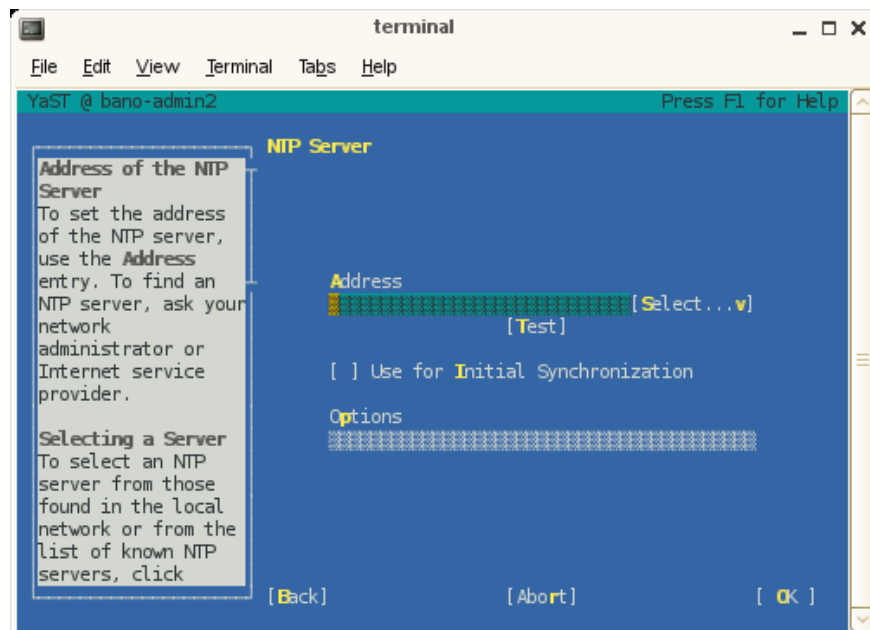 terminal
File Edit View Terminal Tabs Help
YaST @ bano-admin2 Press F1 for Help
NTP Server
Address of the NTP
Server
To set the address
of the NTP server,
use the Address
entry. To find an
NTP server, ask your
network
administrator or
Internet service
provider.
Selecting a Server
To select an NTP
server from those
found in the local
network or from the
list of known NTP
servers, click
Address
[Select...v]
[Test]
[ ] Use for Initial Synchronization
Options
[Back] [Abort] [ OK ]